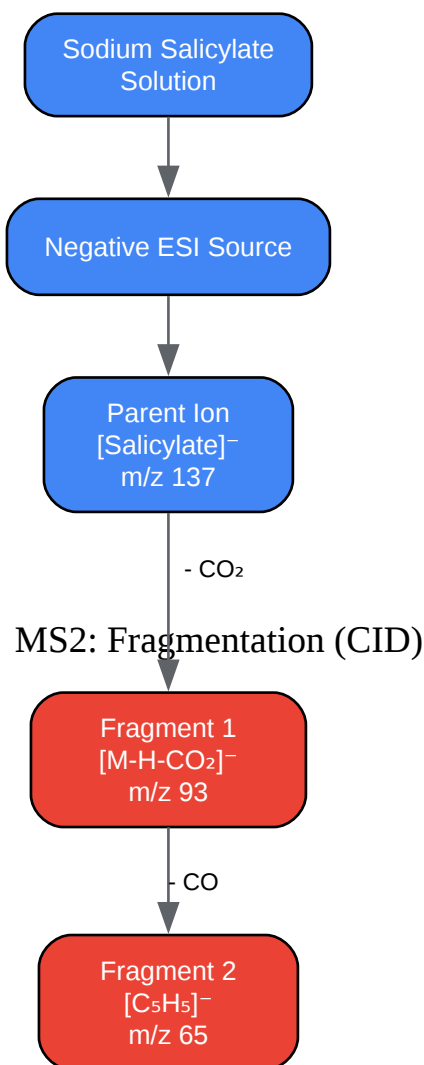 Sodium Salicylate
Solution
Negative ESI Source
Parent Ion
[Salicylate]⁻
m/z 137
- CO₂
MS2: Fragmentation (CID)
Fragment 1
[M-H-CO₂]⁻
m/z 93
- CO
Fragment 2
[C₅H₅]⁻
m/z 65